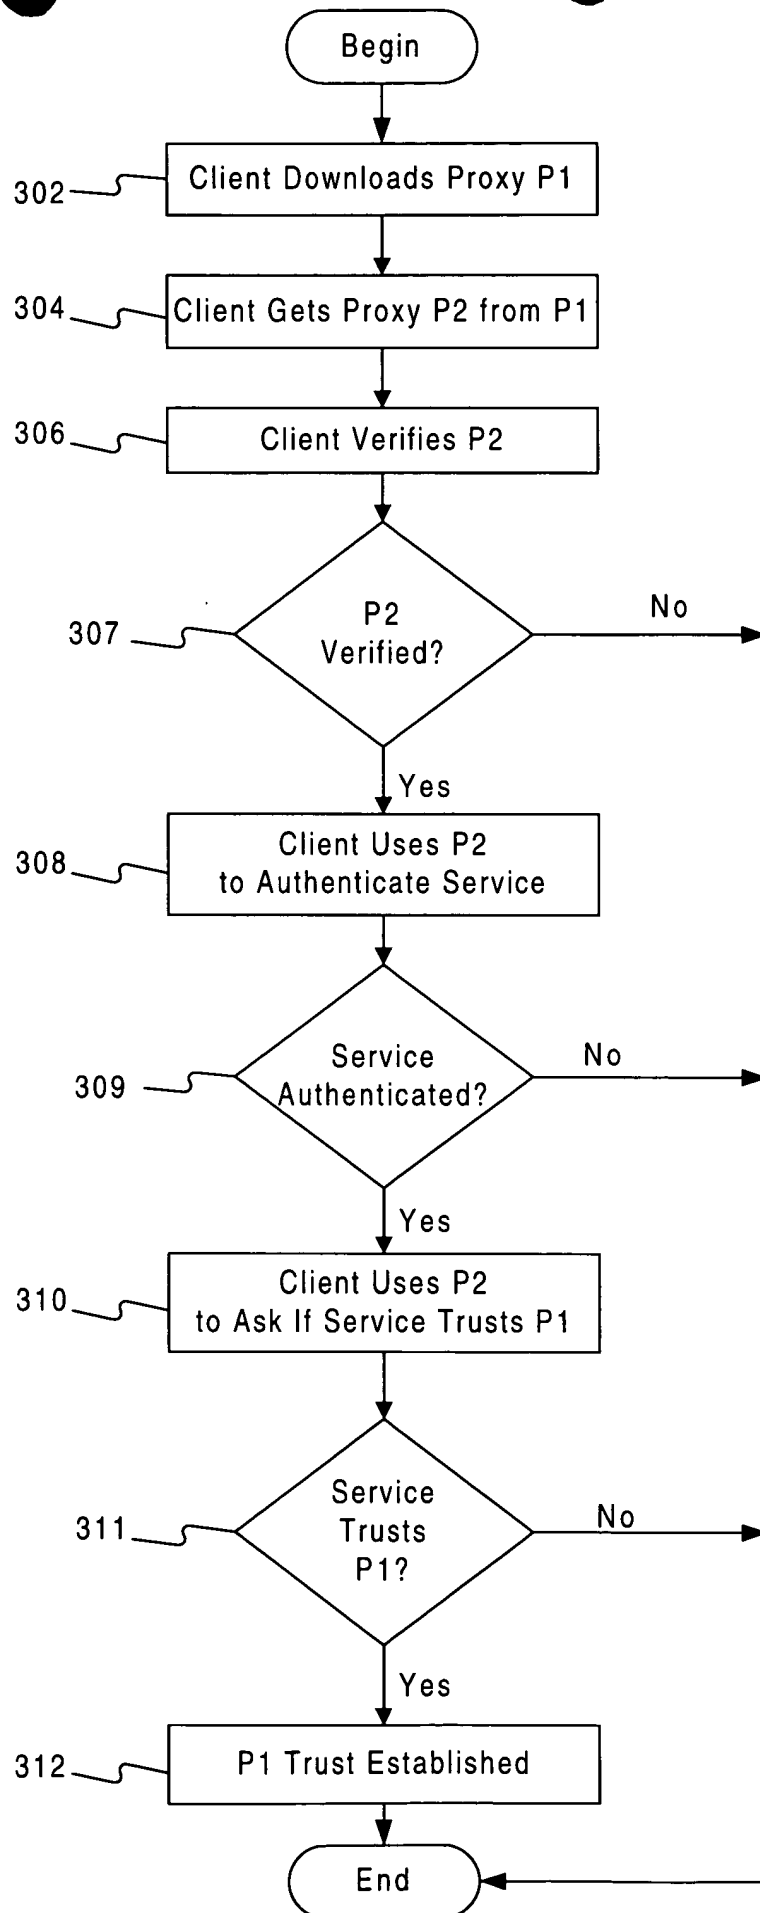 Begin
302
Client Downloads Proxy P1
304
Client Gets Proxy P2 from P1
306
Client Verifies P2
307
P2
Verified?
No
Yes
308
Client Uses P2
to Authenticate Service
309
Service
Authenticated?
No
Yes
310
Client Uses P2
to Ask If Service Trusts P1
311
Service
Trusts
P1?
No
Yes
312
P1 Trust Established
End